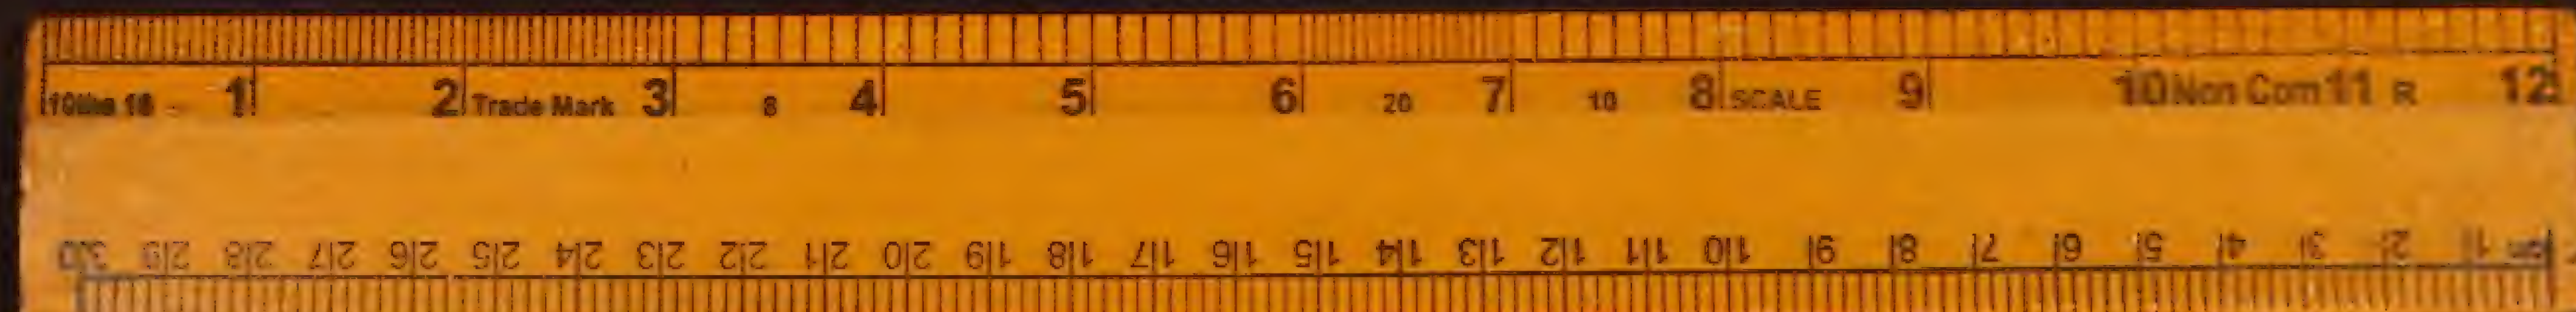 10ths 16 1 2 Trade Mark 3 8 4 5 6 20 7 10 8 SCALE 9 10 Non Com 11 R 12
30 29 28 27 26 25 24 23 22 21 20 19 18 17 16 15 14 13 12 11 10 9 8 7 6 5 4 3 2 1 cm